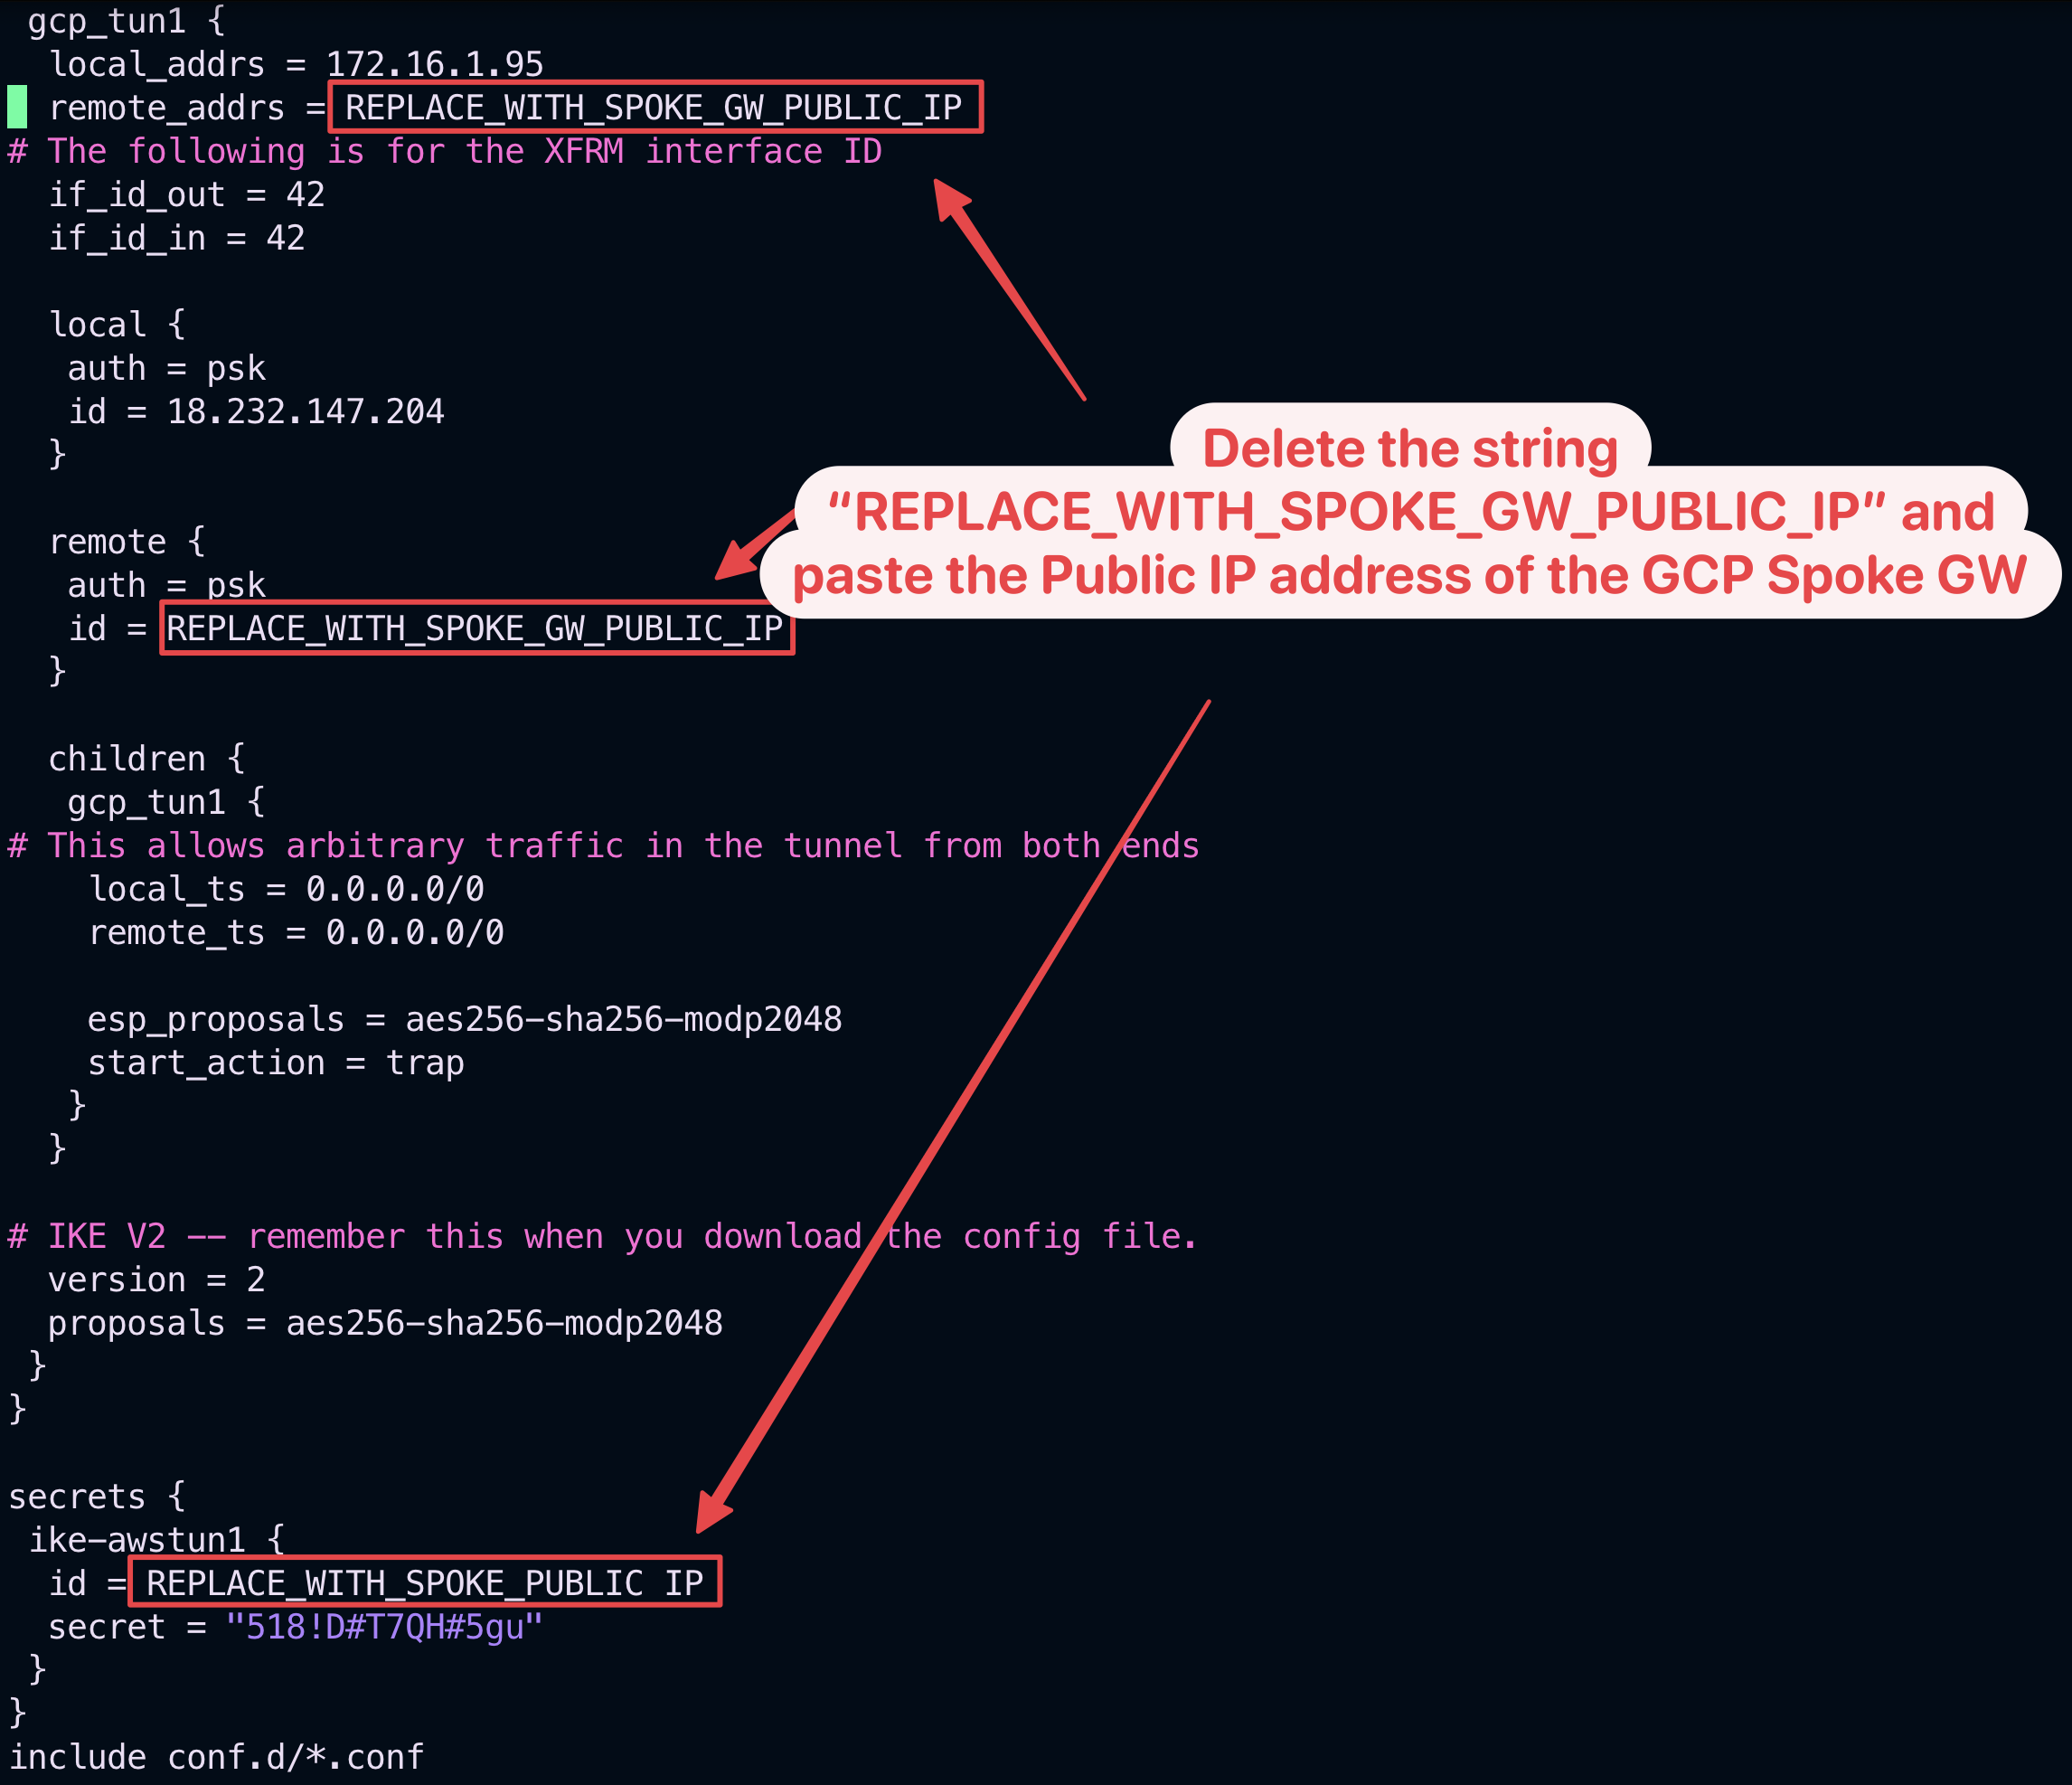 gcp_tun1 {
local_addrs = 172.16.1.95
remote_addrs = REPLACE_WITH_SPOKE_GW_PUBLIC_IP
# The following is for the XFRM interface ID
if_id_out = 42
if_id_in = 42
local {
auth = psk
id = 18.232.147.204
}
Delete the string
“REPLACE_WITH_SPOKE_GW_PUBLIC_IP” and
paste the Public IP address of the GCP Spoke GW
remote {
auth = psk
id = REPLACE_WITH_SPOKE_GW_PUBLIC_IP
}
children {
gcp_tun1 {
# This allows arbitrary traffic in the tunnel from both ends
local_ts = 0.0.0.0/0
remote_ts = 0.0.0.0/0
esp_proposals = aes256-sha256-modp2048
start_action = trap
}
}
# IKE V2 -- remember this when you download the config file.
version = 2
proposals = aes256-sha256-modp2048
}
}
secrets {
ike-awstun1 {
id = REPLACE_WITH_SPOKE_PUBLIC IP
secret = "518!D#T7QH#5gu"
}
}
include conf.d/*.conf